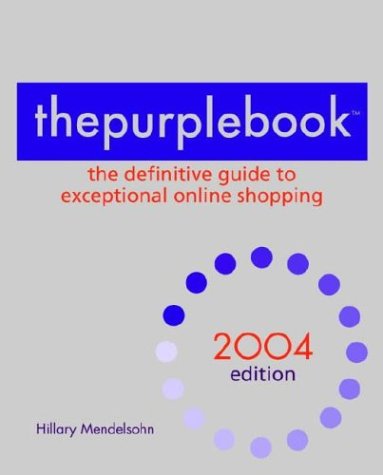 thepurplebook™
the definitive guide to
exceptional online shopping
2004
edition
Hillary Mendelsohn